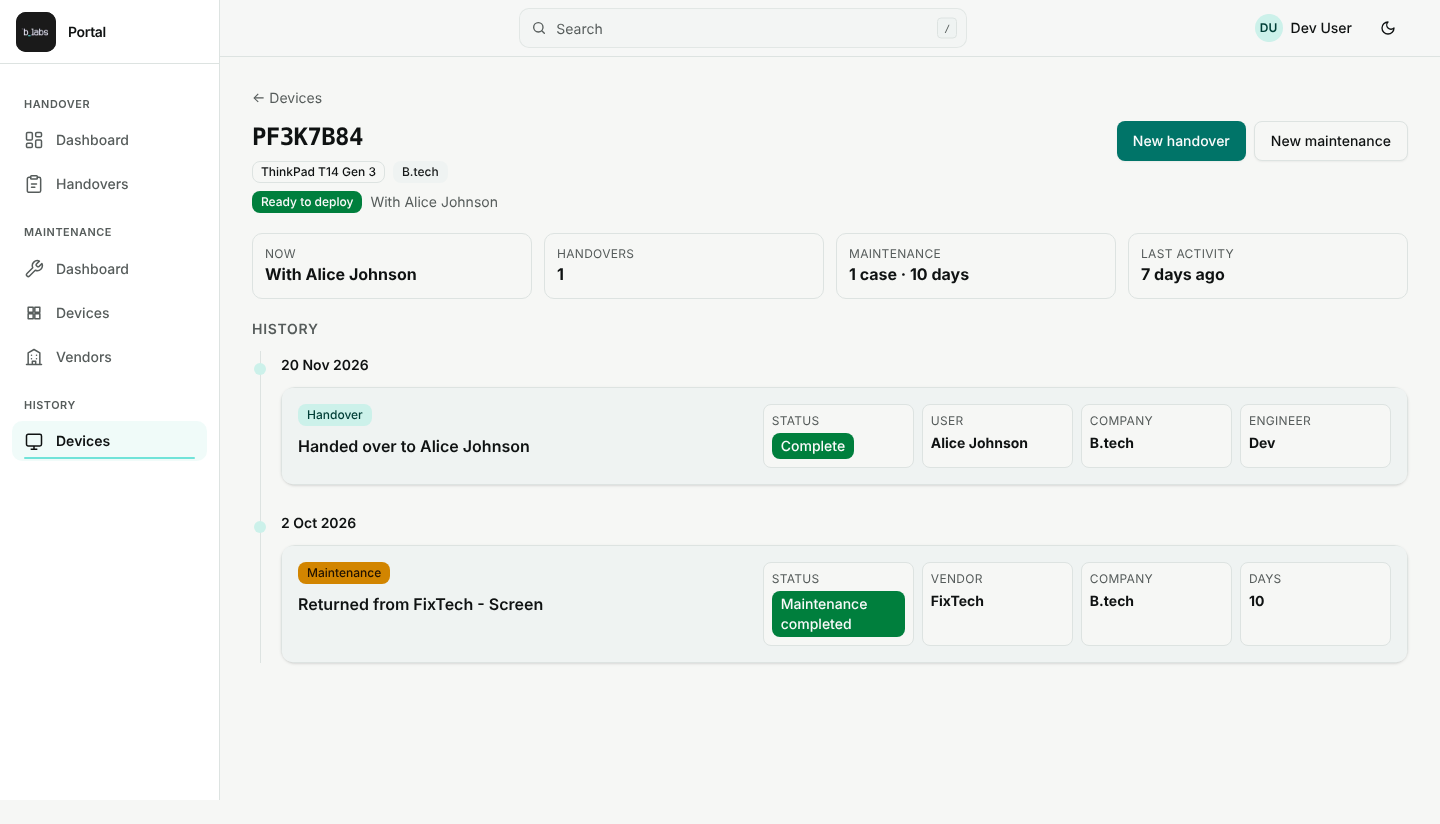 b_labs
Portal
Search
/
DU
Dev User
HANDOVER
Dashboard
Handovers
MAINTENANCE
Dashboard
Devices
Vendors
HISTORY
Devices
← Devices
PF3K7B84
New handover
New maintenance
ThinkPad T14 Gen 3
B.tech
Ready to deploy
With Alice Johnson
NOW
With Alice Johnson
HANDOVERS
1
MAINTENANCE
1 case · 10 days
LAST ACTIVITY
7 days ago
HISTORY
20 Nov 2026
Handover
Handed over to Alice Johnson
STATUS
Complete
USER
Alice Johnson
COMPANY
B.tech
ENGINEER
Dev
2 Oct 2026
Maintenance
Returned from FixTech - Screen
STATUS
Maintenance
completed
VENDOR
FixTech
COMPANY
B.tech
DAYS
10